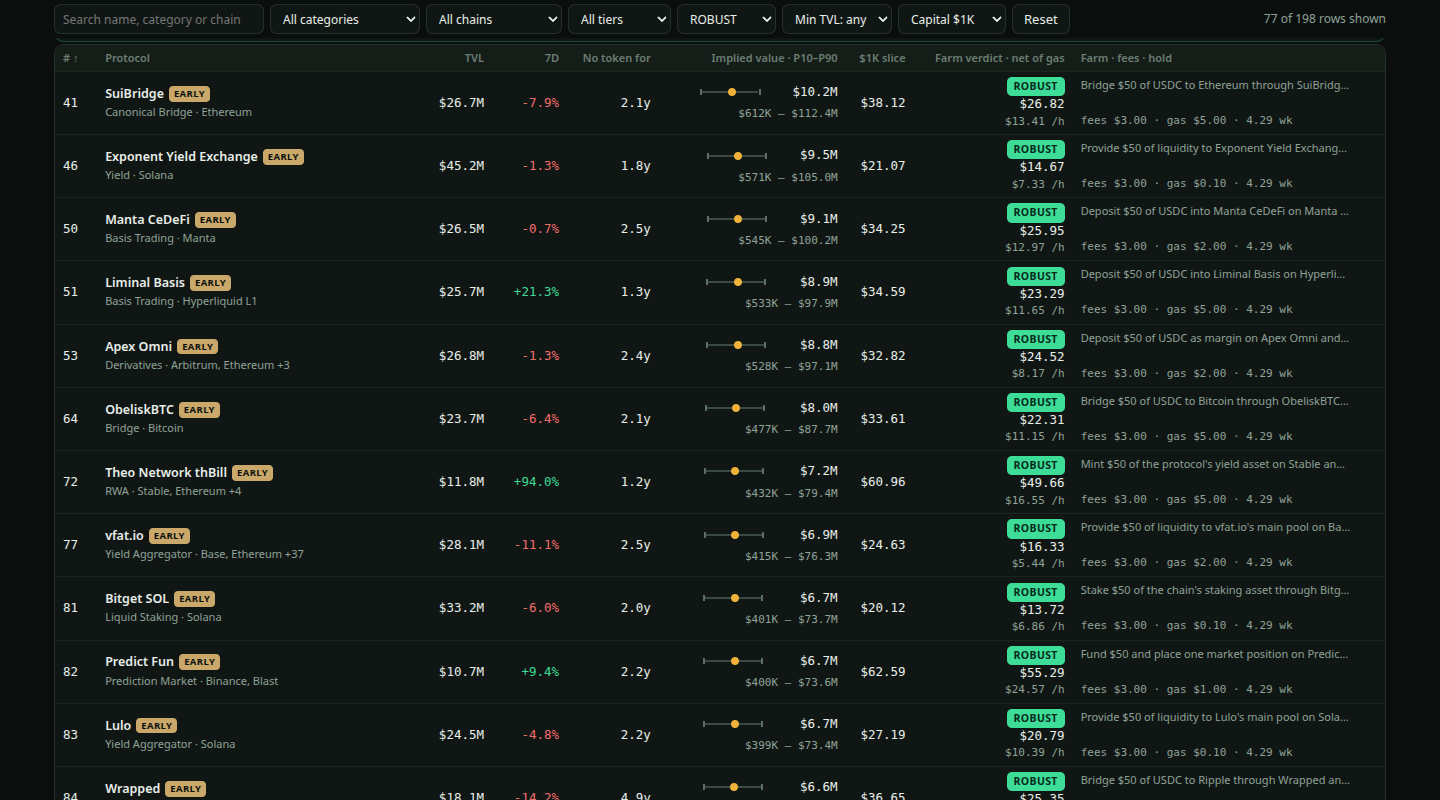 Search name, category or chain All categories All chains All tiers ROBUST Min TVL: any Capital $1K Reset 77 of 198 rows shown
# ↑ Protocol TVL 7D No token for Implied value · P10–P90 $1K slice Farm verdict · net of gas Farm · fees · hold
41 SuiBridge EARLY $26.7M -7.9% 2.1y $10.2M $38.12 ROBUST Bridge $50 of USDC to Ethereum through SuiBridg...
Canonical Bridge · Ethereum $612K – $112.4M $26.82
$13.41 /h fees $3.00 · gas $5.00 · 4.29 wk
46 Exponent Yield Exchange EARLY $45.2M -1.3% 1.8y $9.5M $21.07 ROBUST Provide $50 of liquidity to Exponent Yield Exchang...
Yield · Solana $571K – $105.0M $14.67
$7.33 /h fees $3.00 · gas $0.10 · 4.29 wk
50 Manta CeDeFi EARLY $26.5M -0.7% 2.5y $9.1M $34.25 ROBUST Deposit $50 of USDC into Manta CeDeFi on Manta ...
Basis Trading · Manta $545K – $100.2M $25.95
$12.97 /h fees $3.00 · gas $2.00 · 4.29 wk
51 Liminal Basis EARLY $25.7M +21.3% 1.3y $8.9M $34.59 ROBUST Deposit $50 of USDC into Liminal Basis on Hyperli...
Basis Trading · Hyperliquid L1 $533K – $97.9M $23.29
$11.65 /h fees $3.00 · gas $5.00 · 4.29 wk
53 Apex Omni EARLY $26.8M -1.3% 2.4y $8.8M $32.82 ROBUST Deposit $50 of USDC as margin on Apex Omni and...
Derivatives · Arbitrum, Ethereum +3 $528K – $97.1M $24.52
$8.17 /h fees $3.00 · gas $2.00 · 4.29 wk
64 ObeliskBTC EARLY $23.7M -6.4% 2.1y $8.0M $33.61 ROBUST Bridge $50 of USDC to Bitcoin through ObeliskBTC...
Bridge · Bitcoin $477K – $87.7M $22.31
$11.15 /h fees $3.00 · gas $5.00 · 4.29 wk
72 Theo Network thBill EARLY $11.8M +94.0% 1.2y $7.2M $60.96 ROBUST Mint $50 of the protocol's yield asset on Stable an...
RWA · Stable, Ethereum +4 $432K – $79.4M $49.66
$16.55 /h fees $3.00 · gas $5.00 · 4.29 wk
77 vfat.io EARLY $28.1M -11.1% 2.5y $6.9M $24.63 ROBUST Provide $50 of liquidity to vfat.io's main pool on Ba...
Yield Aggregator · Base, Ethereum +37 $415K – $76.3M $16.33
$5.44 /h fees $3.00 · gas $2.00 · 4.29 wk
81 Bitget SOL EARLY $33.2M -6.0% 2.0y $6.7M $20.12 ROBUST Stake $50 of the chain's staking asset through Bitg...
Liquid Staking · Solana $401K – $73.7M $13.72
$6.86 /h fees $3.00 · gas $0.10 · 4.29 wk
82 Predict Fun EARLY $10.7M +9.4% 2.2y $6.7M $62.59 ROBUST Fund $50 and place one market position on Predic...
Prediction Market · Binance, Blast $400K – $73.6M $55.29
$24.57 /h fees $3.00 · gas $1.00 · 4.29 wk
83 Lulo EARLY $24.5M -4.8% 2.2y $6.7M $27.19 ROBUST Provide $50 of liquidity to Lulo's main pool on Sola...
Yield Aggregator · Solana $399K – $73.4M $20.79
$10.39 /h fees $3.00 · gas $0.10 · 4.29 wk
84 Wrapped EARLY $18.1M -14.2% 4.9y $6.6M $36.65 ROBUST Bridge $50 of USDC to Ripple through Wrapped an...
$25.35